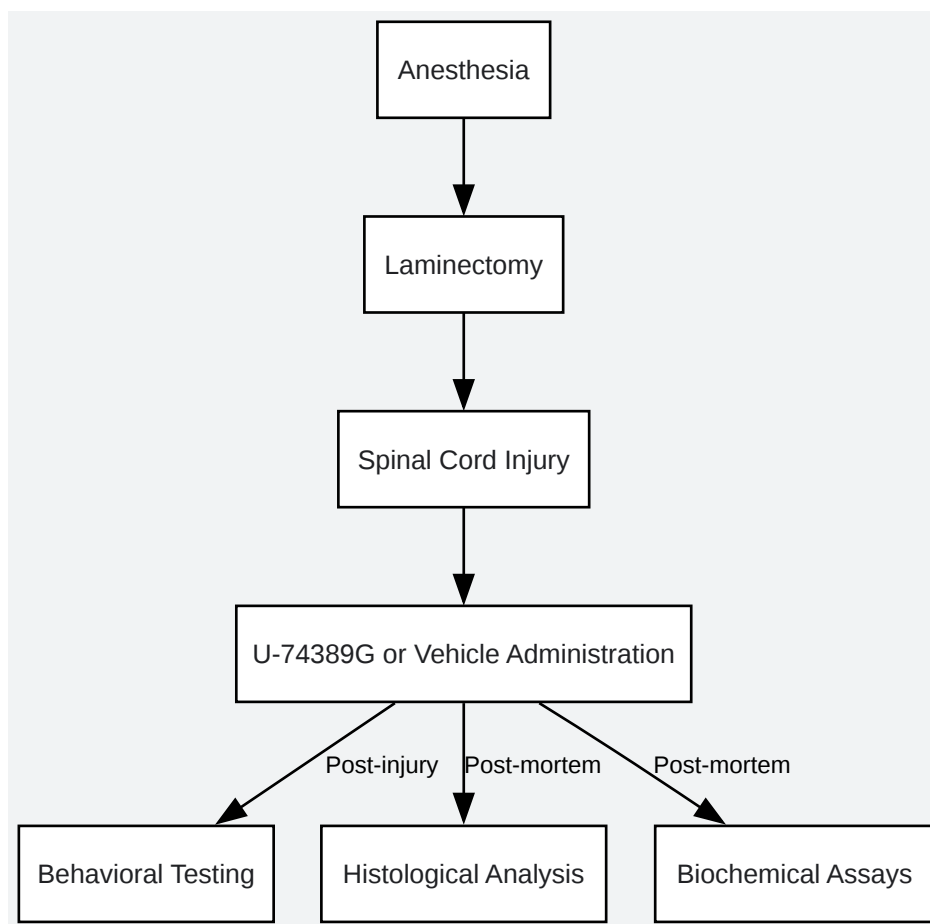 Anesthesia
Laminectomy
Spinal Cord Injury
U-74389G or Vehicle Administration
Post-injury
Post-mortem
Post-mortem
Behavioral Testing
Histological Analysis
Biochemical Assays